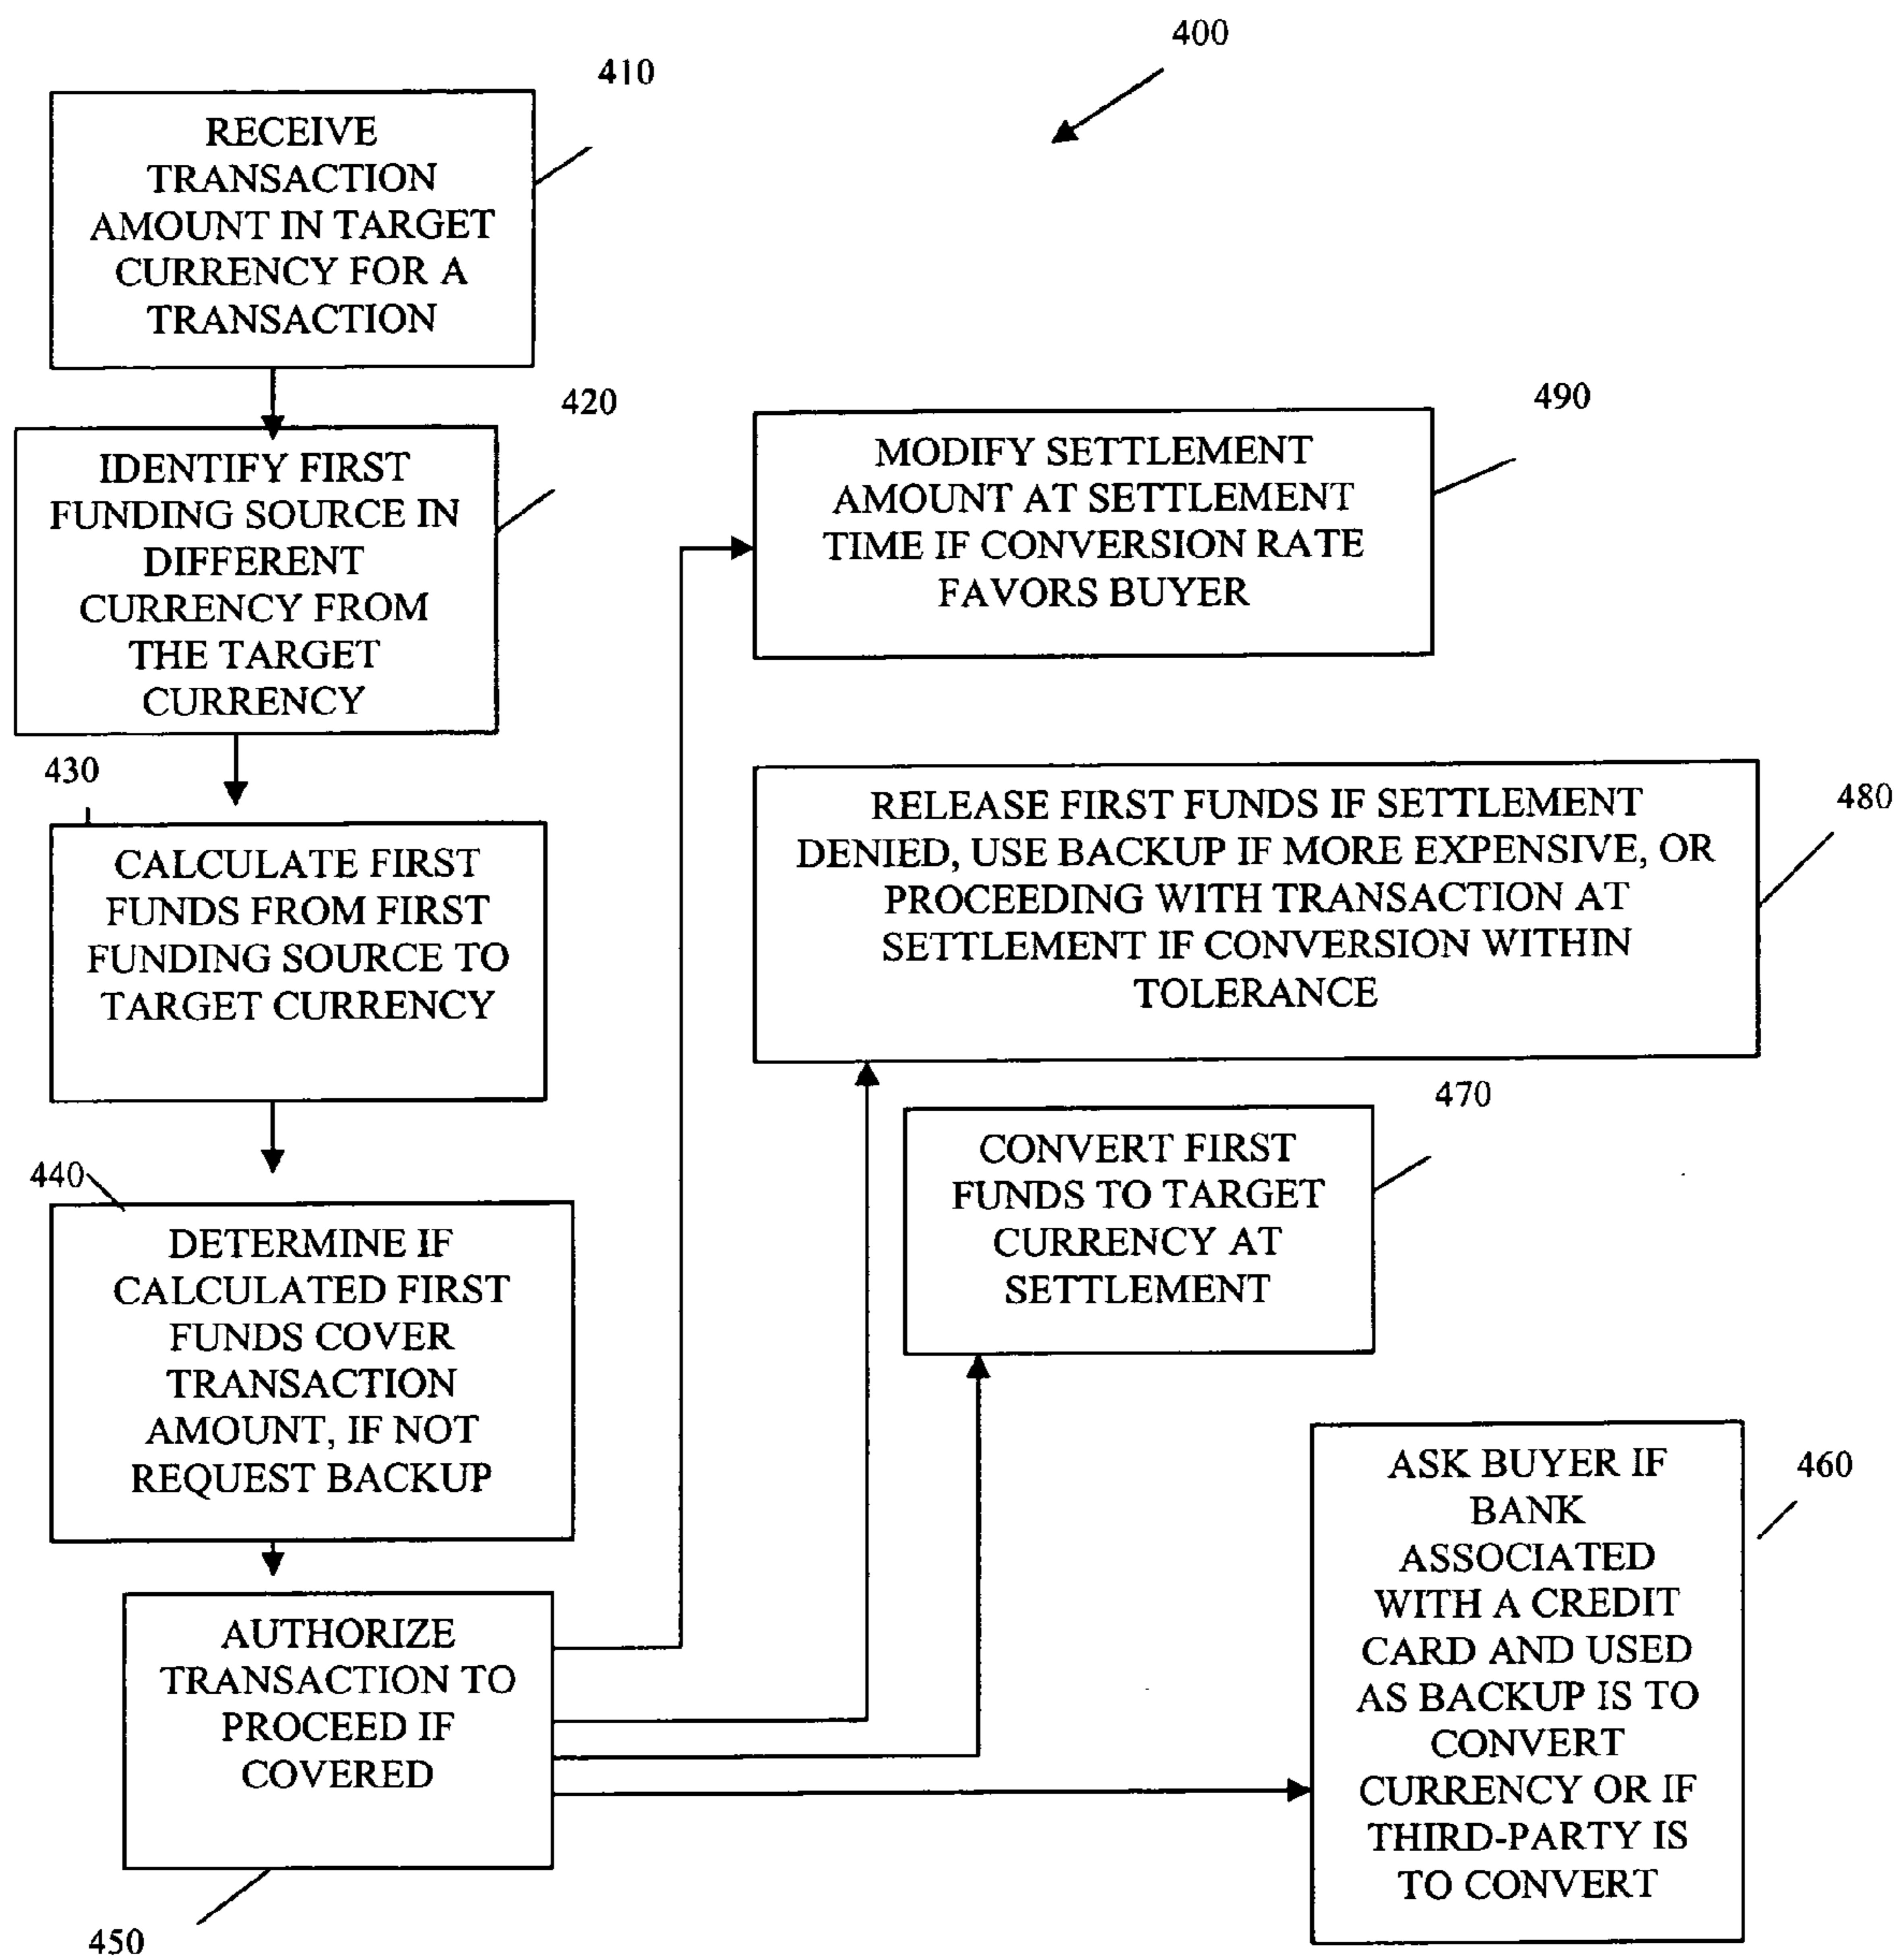 400
410
RECEIVE
TRANSACTION
AMOUNT IN TARGET
CURRENCY FOR A
TRANSACTION
420
IDENTIFY FIRST
FUNDING SOURCE IN
DIFFERENT
CURRENCY FROM
THE TARGET
CURRENCY
430
CALCULATE FIRST
FUNDS FROM FIRST
FUNDING SOURCE TO
TARGET CURRENCY
440
DETERMINE IF
CALCULATED FIRST
FUNDS COVER
TRANSACTION
AMOUNT, IF NOT
REQUEST BACKUP
AUTHORIZE
TRANSACTION TO
PROCEED IF
COVERED
450
490
MODIFY SETTLEMENT
AMOUNT AT SETTLEMENT
TIME IF CONVERSION RATE
FAVORS BUYER
480
RELEASE FIRST FUNDS IF SETTLEMENT
DENIED, USE BACKUP IF MORE EXPENSIVE, OR
PROCEEDING WITH TRANSACTION AT
SETTLEMENT IF CONVERSION WITHIN
TOLERANCE
470
CONVERT FIRST
FUNDS TO TARGET
CURRENCY AT
SETTLEMENT
460
ASK BUYER IF
BANK
ASSOCIATED
WITH A CREDIT
CARD AND USED
AS BACKUP IS TO
CONVERT
CURRENCY OR IF
THIRD-PARTY IS
TO CONVERT